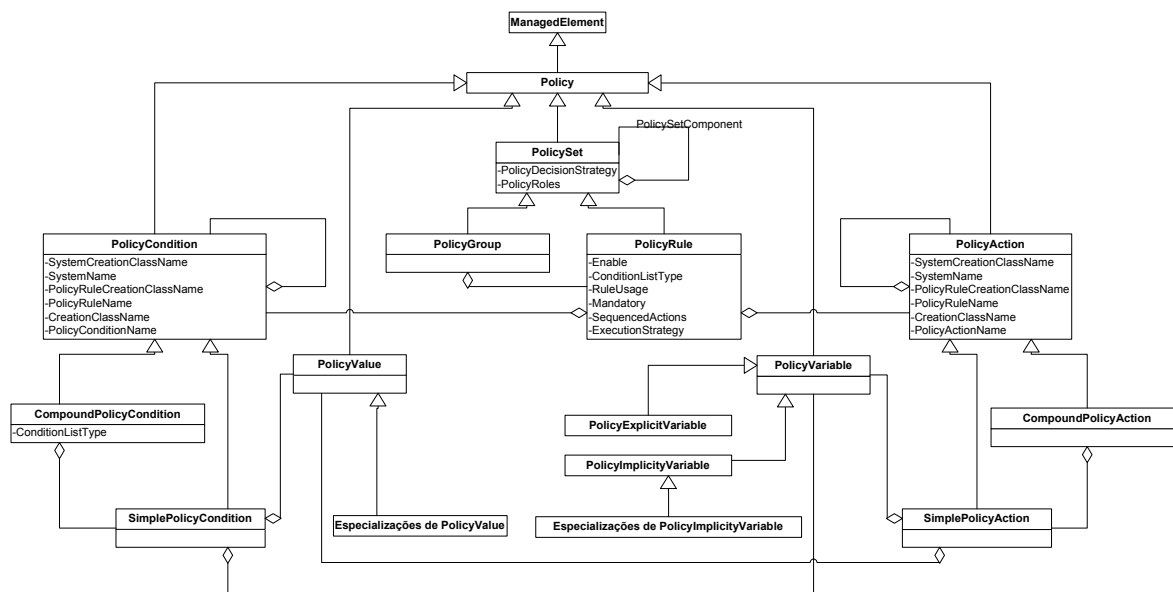 ManagedElement
Policy
PolicySetComponent
PolicySet
-PolicyDecisionStrategy
-PolicyRoles
PolicyCondition
-SystemCreationClassName
-SystemName
-PolicyRuleCreationClassName
-PolicyRuleName
-CreationClassName
-PolicyConditionName
PolicyGroup
PolicyRule
-Enable
-ConditionListType
-RuleUsage
-Mandatory
-SequencedActions
-ExecutionStrategy
PolicyAction
-SystemCreationClassName
-SystemName
-PolicyRuleCreationClassName
-PolicyRuleName
-CreationClassName
-PolicyActionName
PolicyValue
PolicyVariable
CompoundPolicyCondition
-ConditionListType
PolicyExplicitVariable
CompoundPolicyAction
PolicyImplicityVariable
SimplePolicyCondition
Especializações de PolicyValue
Especializações de PolicyImplicityVariable
SimplePolicyAction